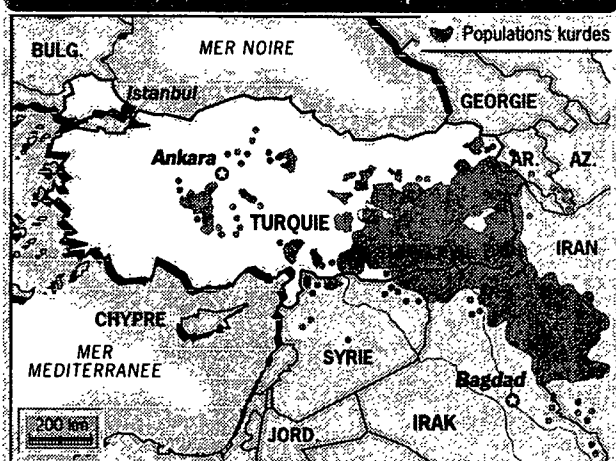 Populations kurdes
BULG.
MER NOIRE
Istanbul
GEORGIE
Ankara
AR.
AZ.
TURQUIE
IRAN
CHYPRE
MER
MEDITERRANEE
SYRIE
Bagdad
200 km
JORD.
IRAK